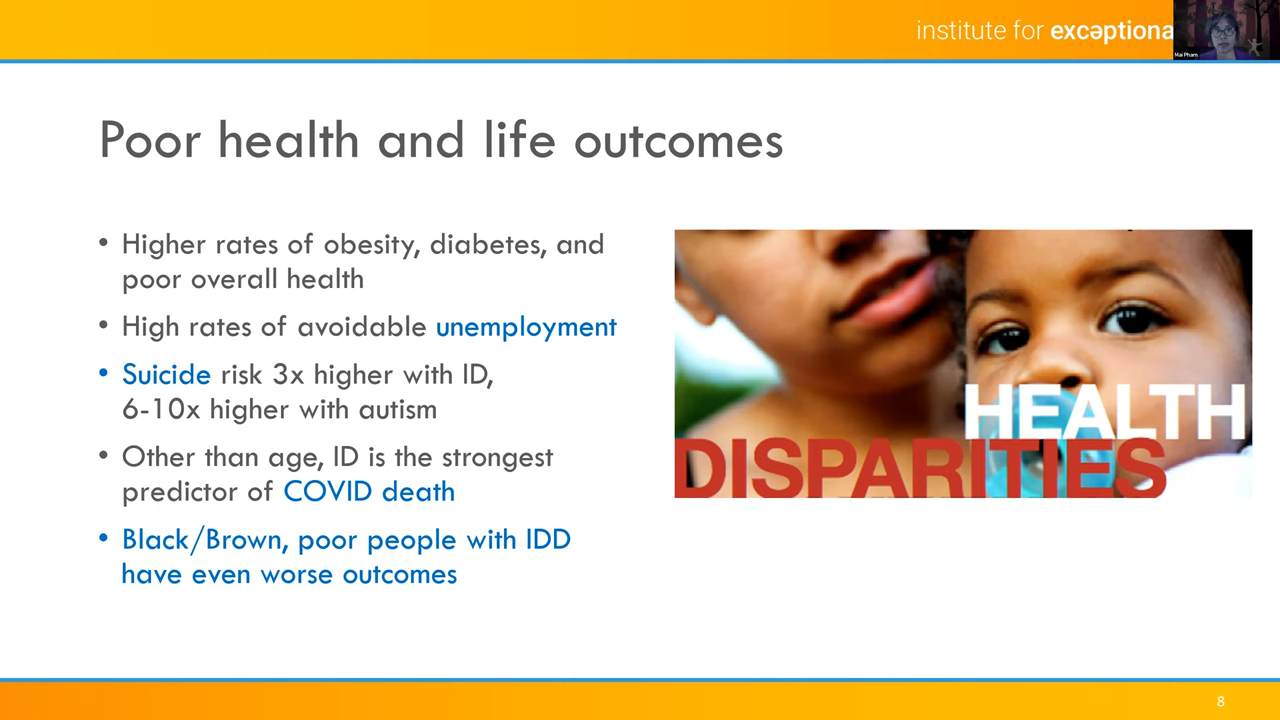 institute for excəptiona
Mai Pham
Poor health and life outcomes
• Higher rates of obesity, diabetes, and
poor overall health
• High rates of avoidable unemployment
• Suicide risk 3x higher with ID,
6-10x higher with autism
• Other than age, ID is the strongest
predictor of COVID death
• Black/Brown, poor people with IDD
have even worse outcomes
HEALTH
DISPARITIES
8